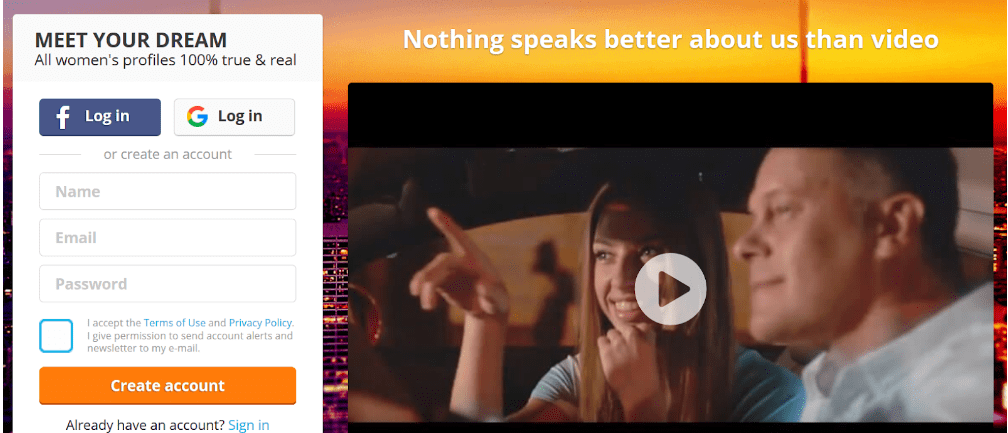 MEET YOUR DREAM
All women's profiles 100% true & real
f Log in
G Log in
or create an account
Name
Email
Password
I accept the Terms of Use and Privacy Policy.
I give permission to send account alerts and
newsletter to my e-mail.
Create account
Already have an account? Sign in
Nothing speaks better about us than video